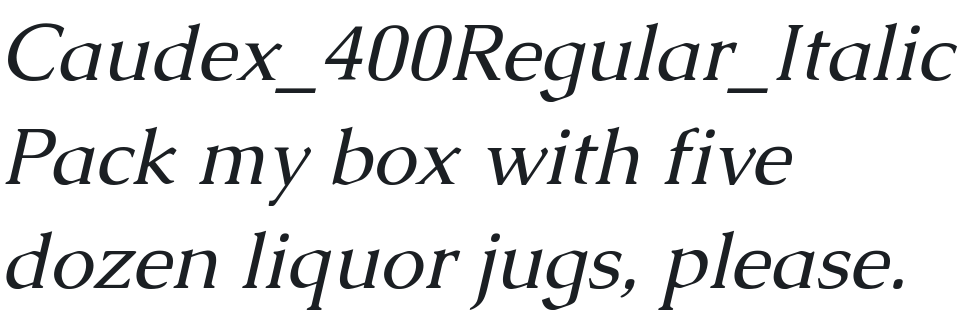 Caudex_400Regular_Italic
Pack my box with five
dozen liquor jugs, please.